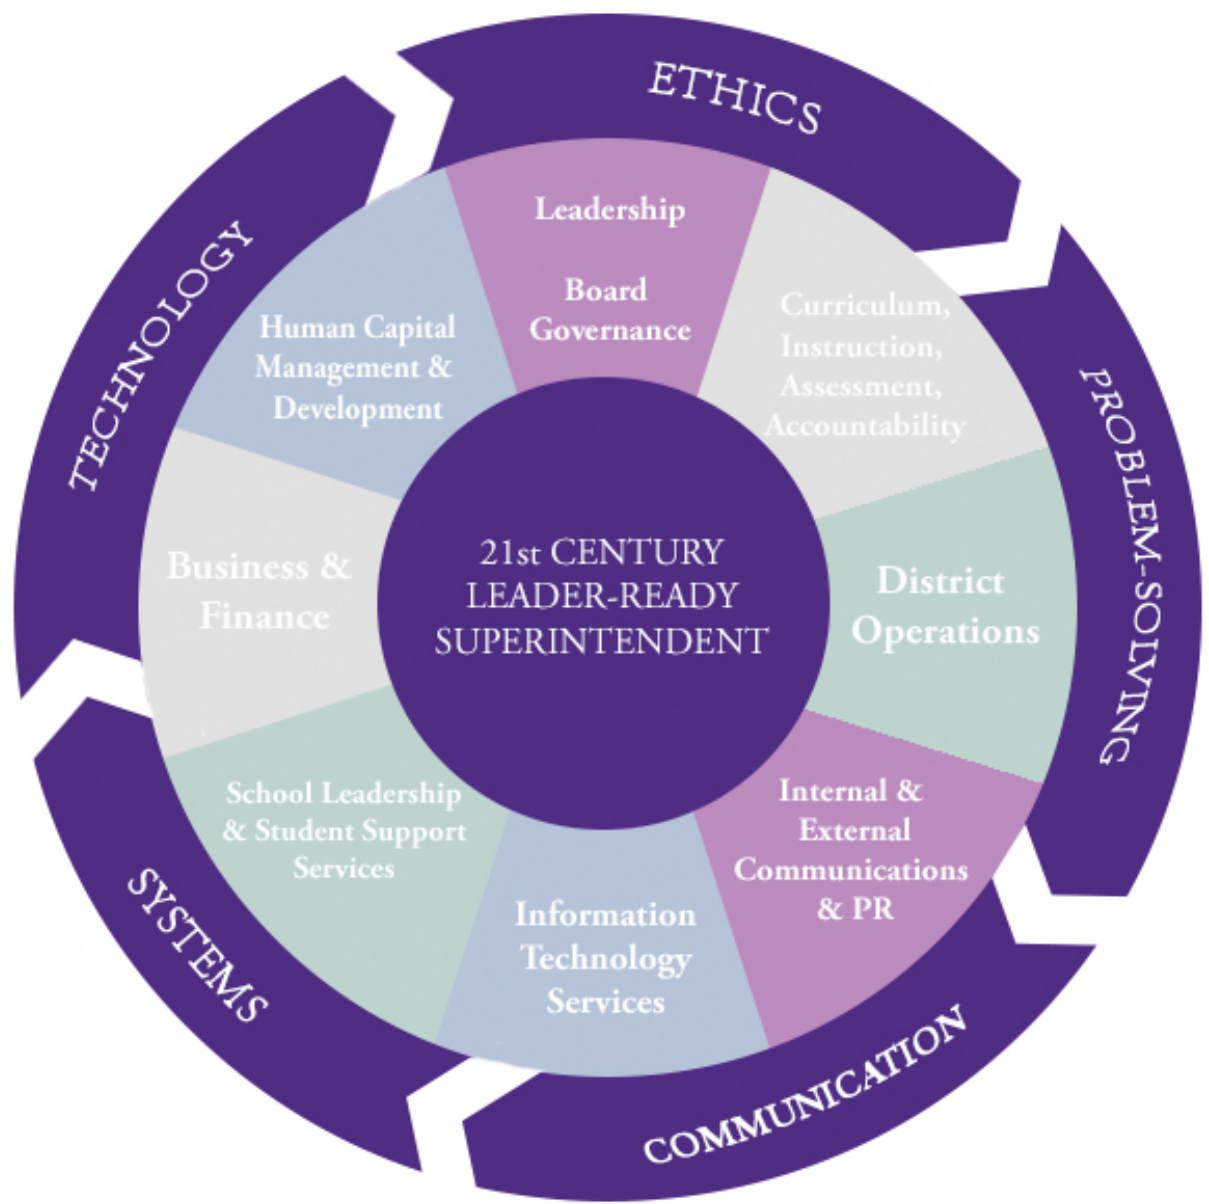 ETHICS
PROBLEM-SOLVING
COMMUNICATION
SYSTEMS
TECHNOLOGY
Leadership
Board
Governance
Curriculum,
Instruction,
Assessment,
Accountability
District
Operations
Internal &
External
Communications
& PR
Information
Technology
Services
School Leadership
& Student Support
Services
Business &
Finance
Human Capital
Management &
Development
21st CENTURY
LEADER-READY
SUPERINTENDENT